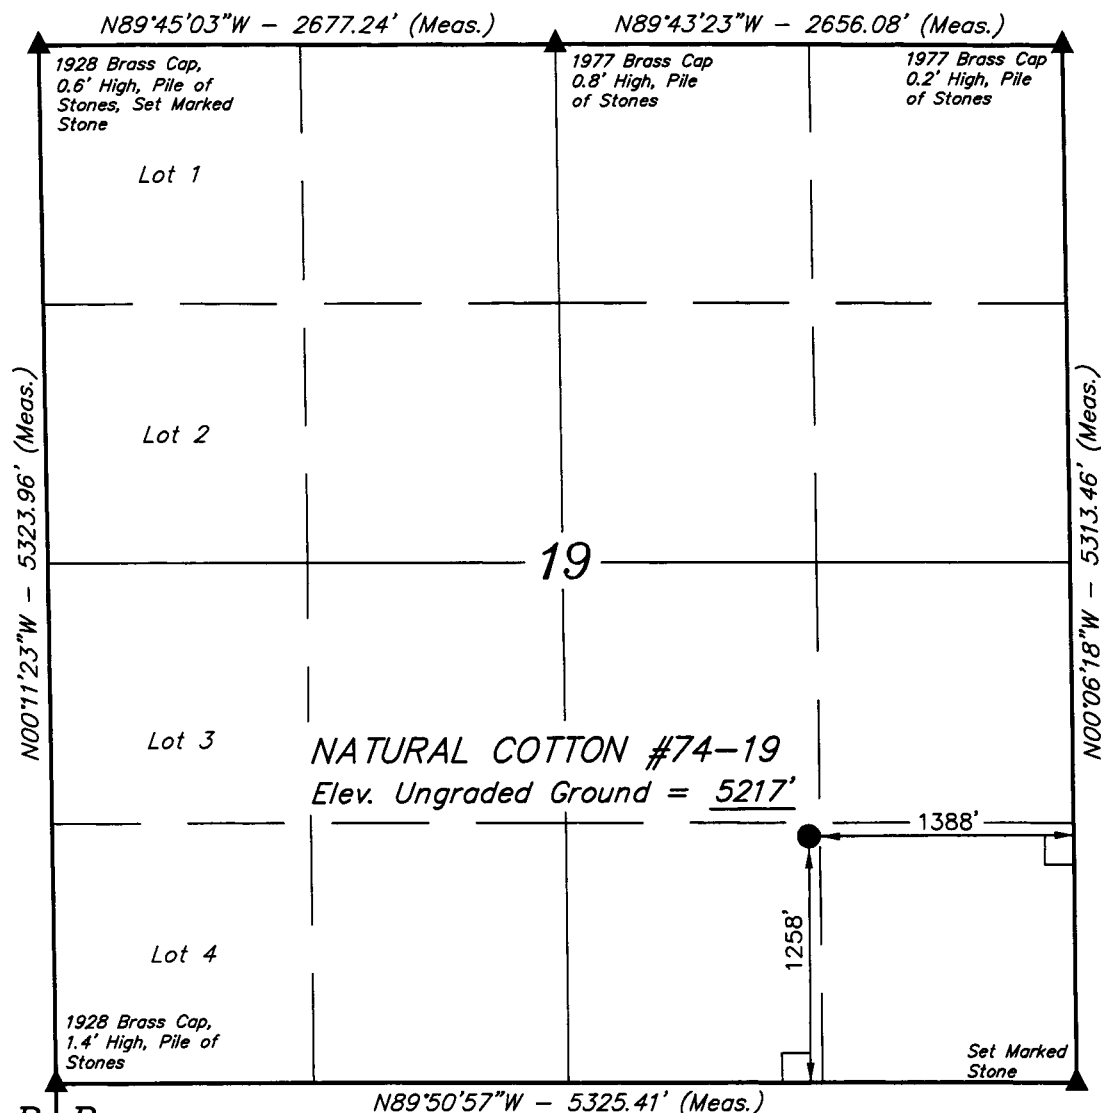 N89°45'03"W - 2677.24' (Meas.)
N89°43'23"W - 2656.08' (Meas.)
1928 Brass Cap,
0.6' High, Pile of
Stones, Set Marked
Stone
1977 Brass Cap
0.8' High, Pile
of Stones
1977 Brass Cap
0.2' High, Pile
of Stones
Lot 1
Lot 2
N00°11'23"W - 5323.96' (Meas.)
N00°06'18"W - 5313.46' (Meas.)
19
Lot 3
NATURAL COTTON #74-19
Elev. Ungraded Ground = 5217'
1388'
1258'
Lot 4
1928 Brass Cap,
1.4' High, Pile of
Stones
Set Marked
Stone
N89°50'57"W - 5325.41' (Meas.)